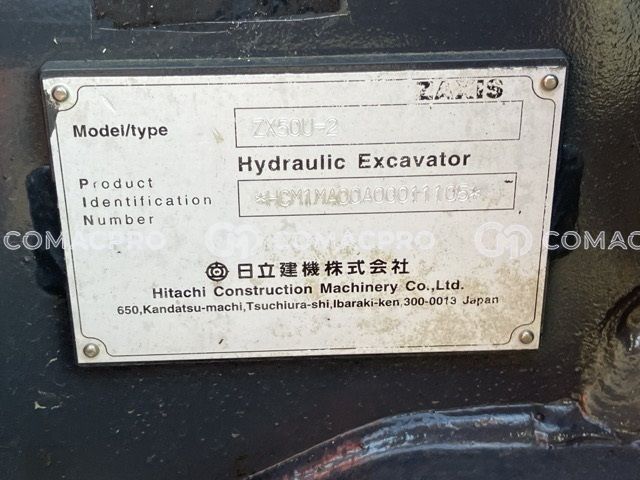 ZAXIS
Model/type ZX50U-2
Hydraulic Excavator
Product
Identification *HCM1MA00A00011105*
Number
COMACPRO COMACPRO
日立建機株式会社
Hitachi Construction Machinery Co.,Ltd.
650,Kandatsu-machi,Tsuchiura-shi,Ibaraki-ken,300-0013 Japan